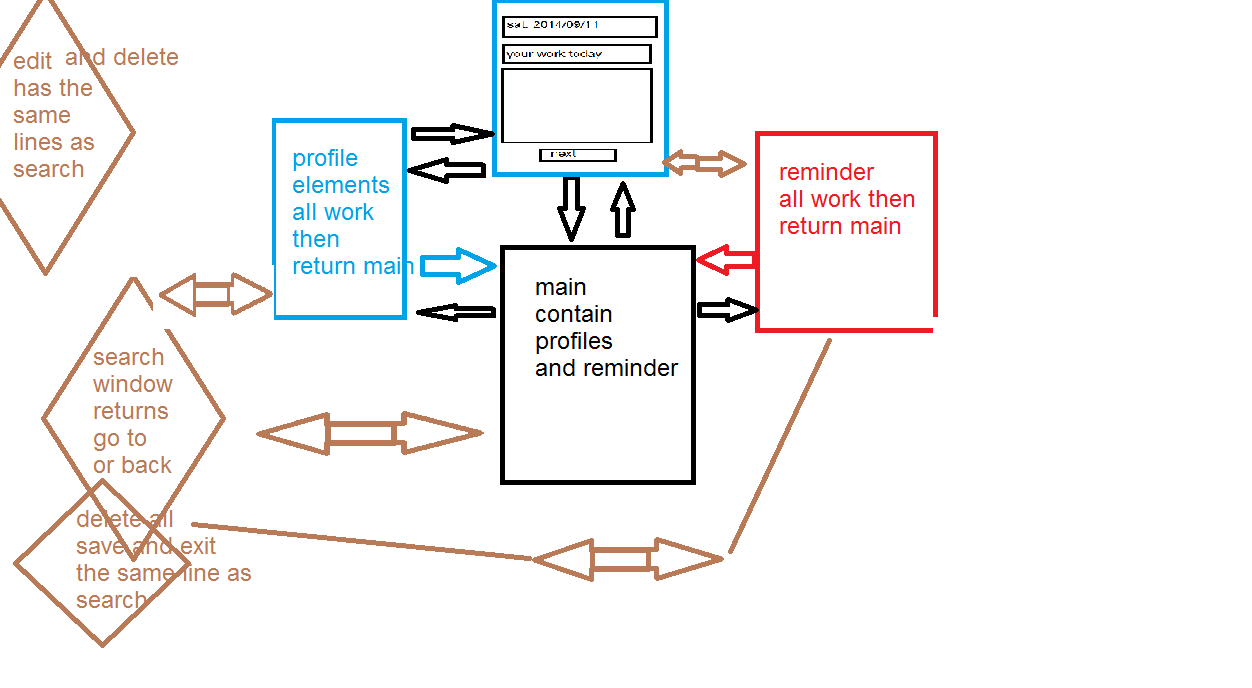 sat 2014/09/11
your work today
next
edit and delete
has the
same
lines as
search
profile
elements
all work
then
return main
reminder
all work then
return main
main
contain
profiles
and reminder
search
window
returns
go to
or back
delete all
save and exit
the same line as
search